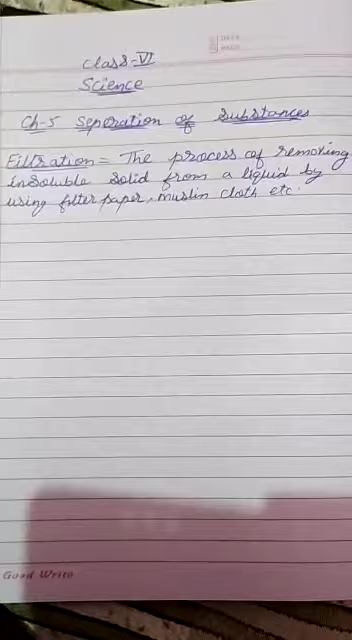 Class-VI
Science
Ch-5 Seperation of Substances
Filtration = The process of removing
insoluble solid from a liquid by
using filter paper, muslin cloth etc.
Good Write